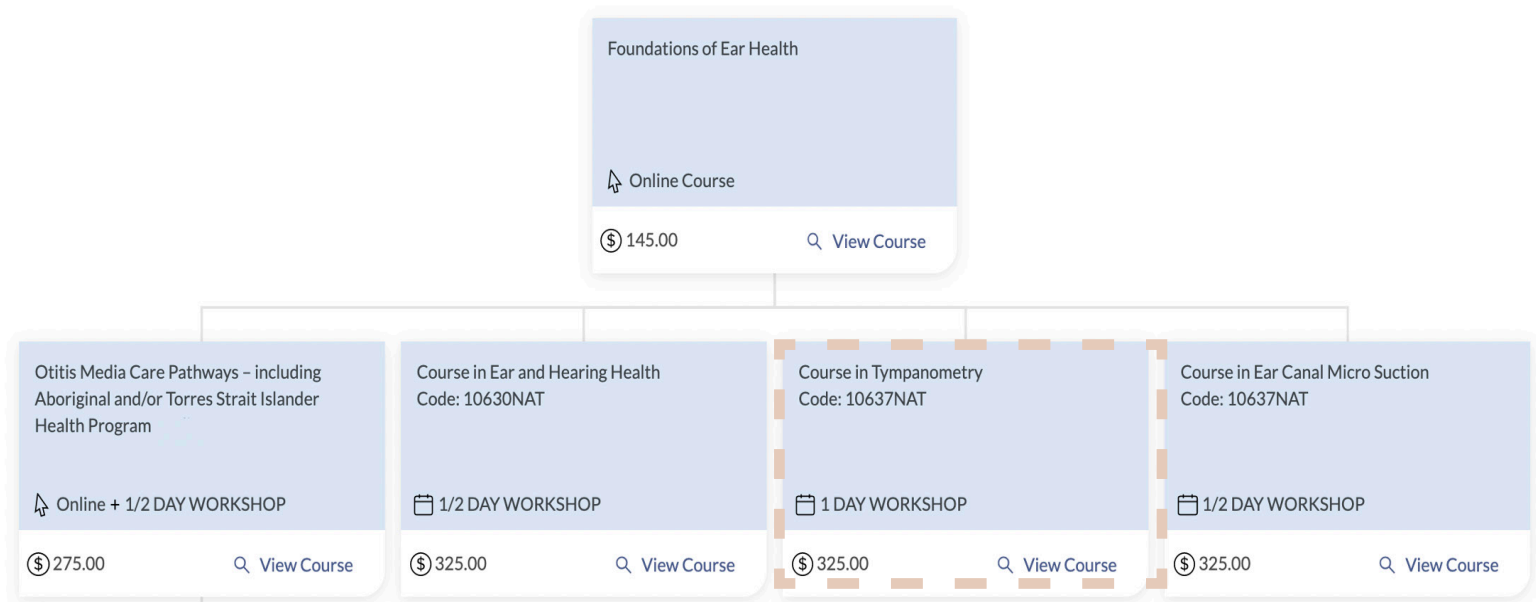 Foundations of Ear Health
Online Course
$ 145.00
View Course
Otitis Media Care Pathways – including
Aboriginal and/or Torres Strait Islander
Health Program
Online + 1/2 DAY WORKSHOP
$ 275.00
View Course
Course in Ear and Hearing Health
Code: 10630NAT
1/2 DAY WORKSHOP
$ 325.00
View Course
Course in Tympanometry
Code: 10637NAT
1 DAY WORKSHOP
$ 325.00
View Course
Course in Ear Canal Micro Suction
Code: 10637NAT
1/2 DAY WORKSHOP
$ 325.00
View Course